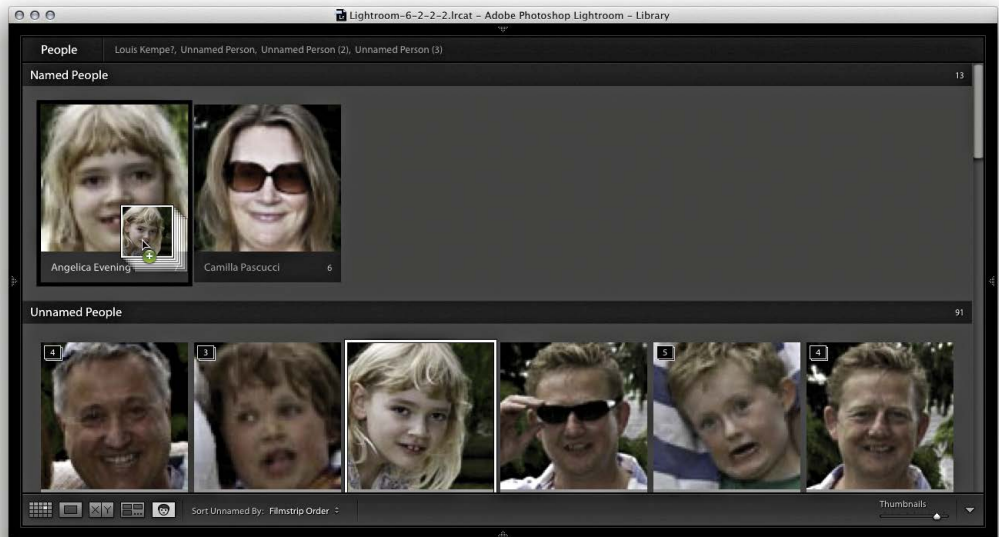 Lightroom-6-2-2-2.lrcat – Adobe Photoshop Lightroom – Library
People Louis Kempe?, Unnamed Person, Unnamed Person (2), Unnamed Person (3)
Named People 13
Angelica Evening
Camilla Pascucci 6
Unnamed People 91
4 3 5 4
XY Sort Unnamed By: Filmstrip Order Thumbnails